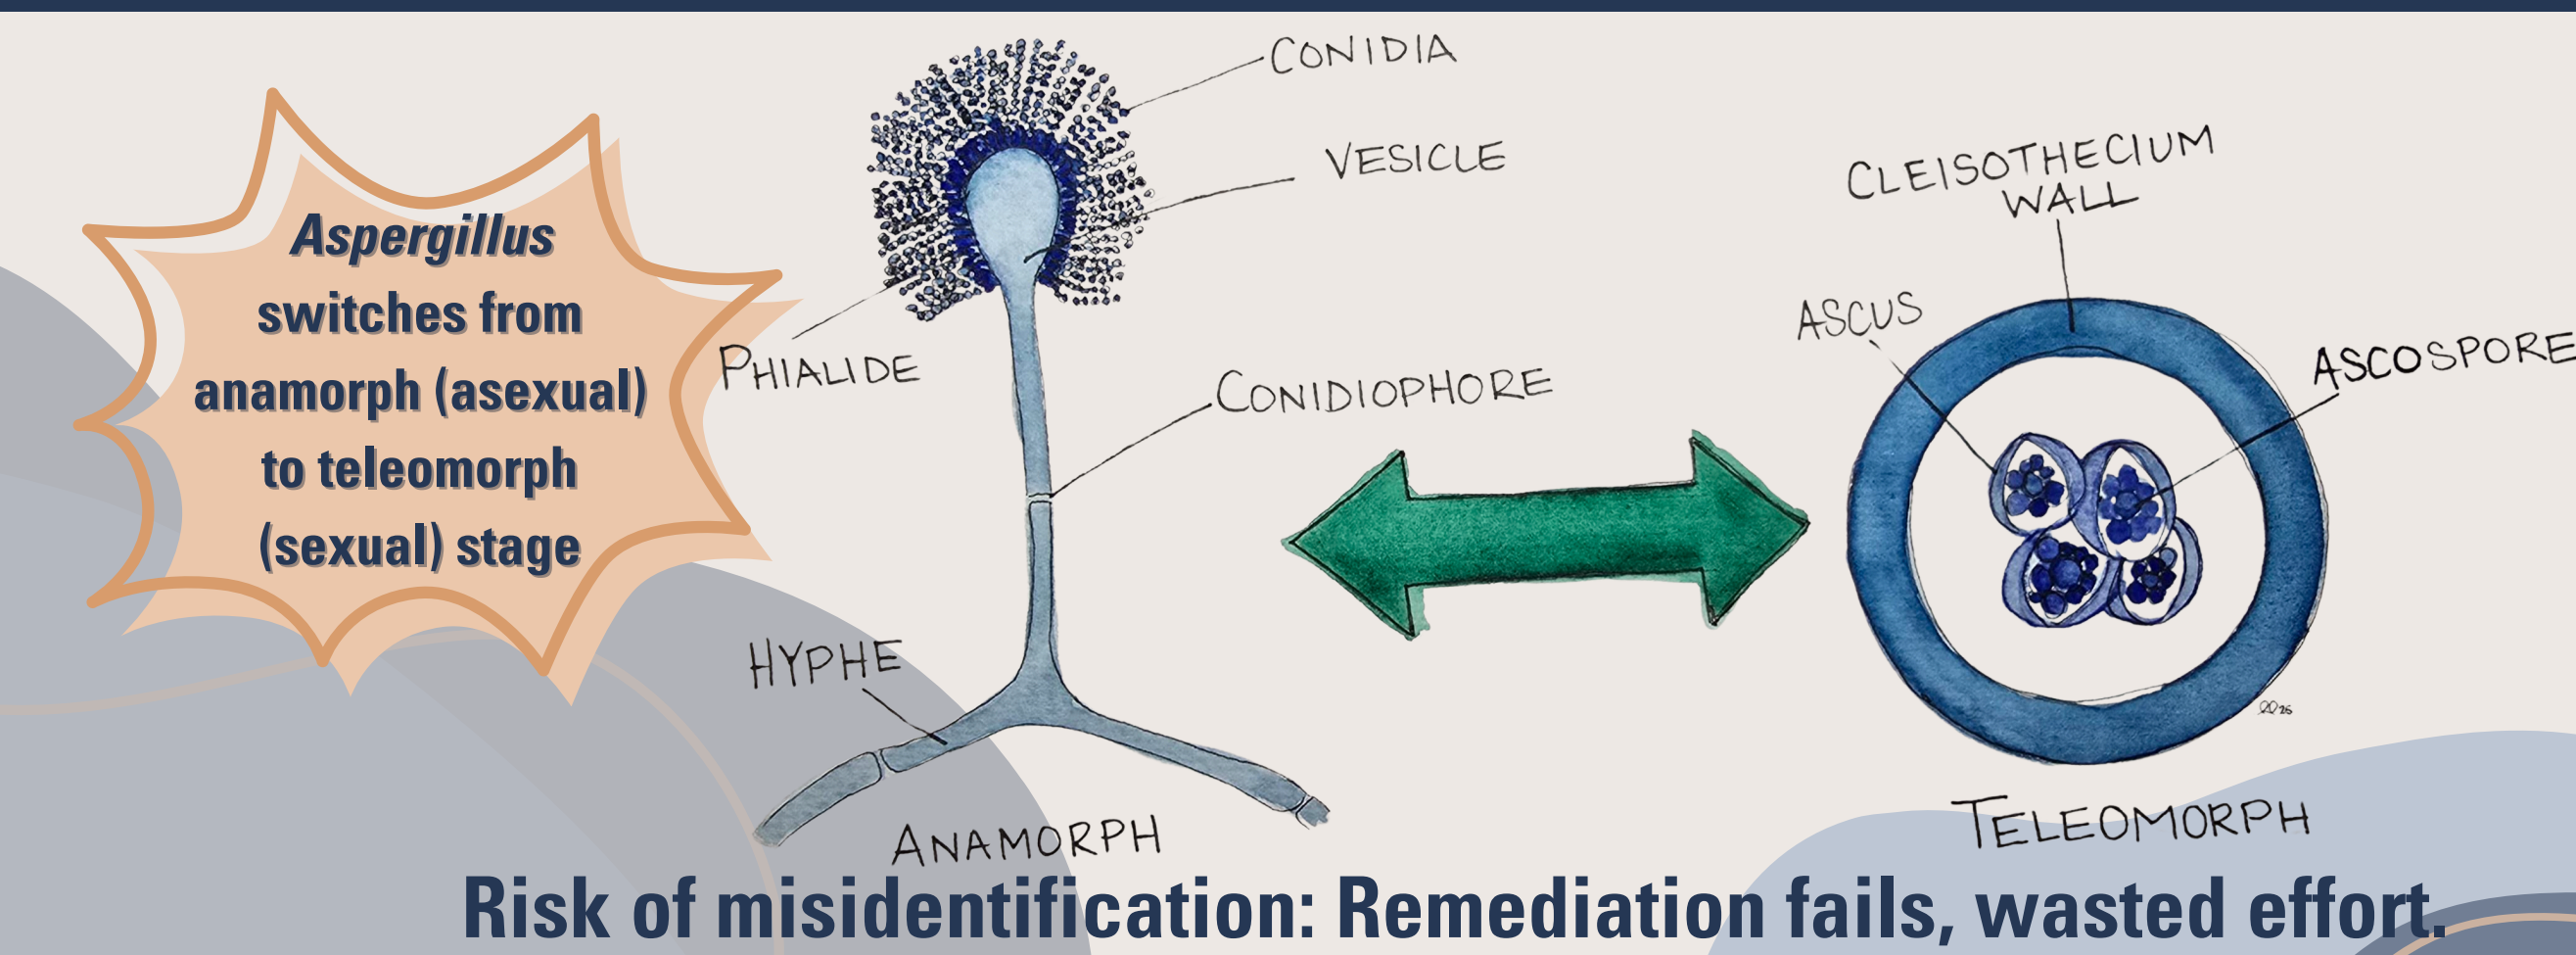 Aspergillus
switches from
anamorph (asexual)
to teleomorph
(sexual) stage
CONIDIA
VESICLE
PHIALIDE
CONIDIOPHORE
HYPHE
ANAMORPH
CLEISOTHECIUM
WALL
ASCUS
ASCOSPORE
TELEOMORPH
Risk of misidentification: Remediation fails, wasted effort.